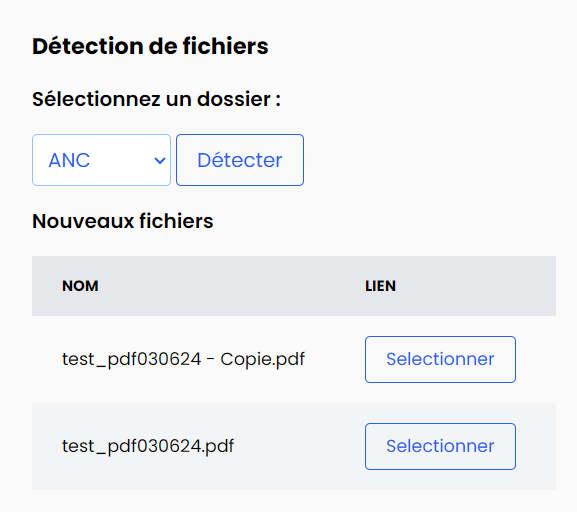 Détection de fichiers
Sélectionnez un dossier :
ANC Détecter
Nouveaux fichiers
NOM LIEN
test_pdf030624 - Copie.pdf Selectionner
test_pdf030624.pdf Selectionner